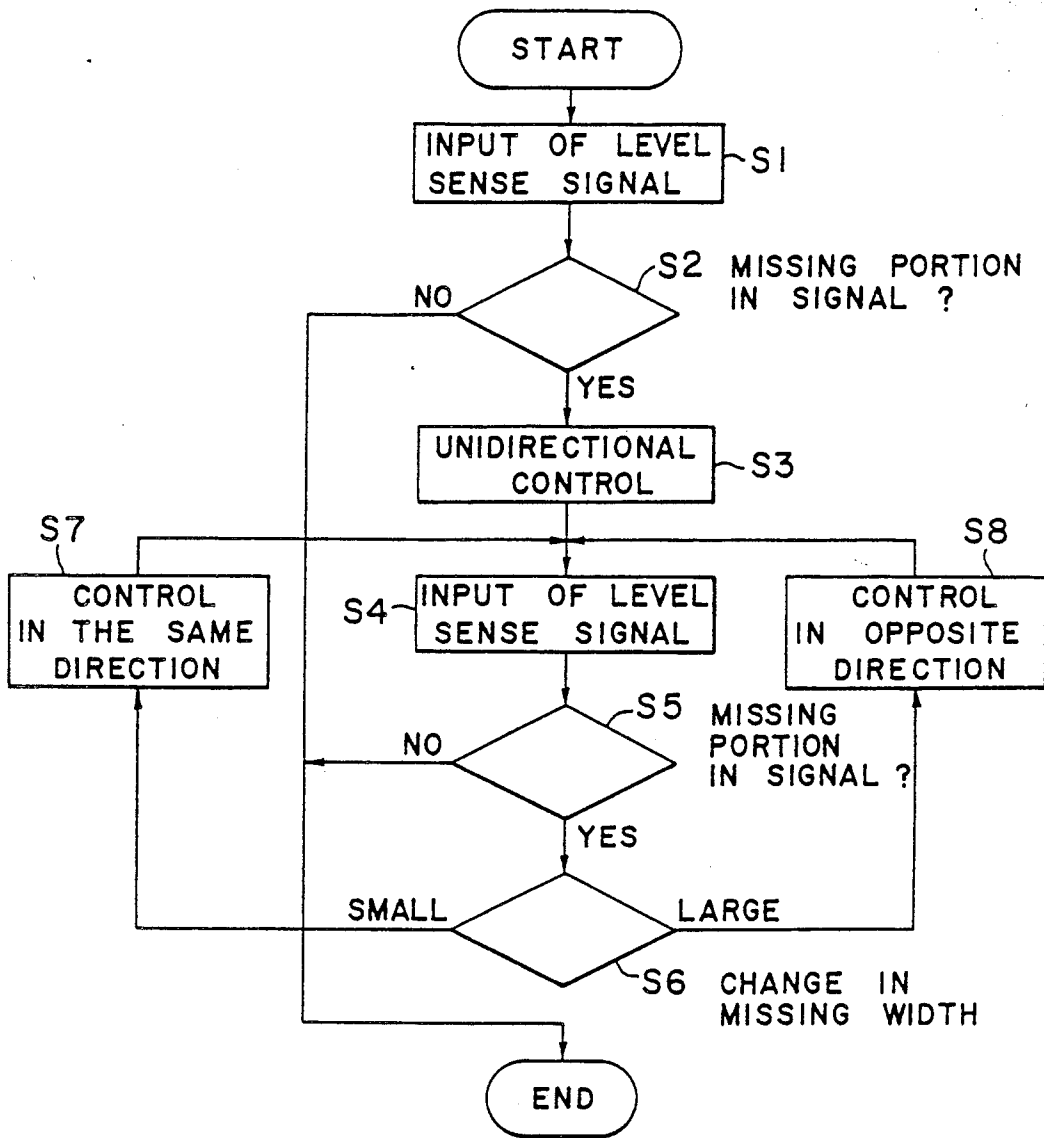 START
INPUT OF LEVEL
SENSE SIGNAL
S1
S2 MISSING PORTION
IN SIGNAL ?
NO
YES
UNIDIRECTIONAL
CONTROL
S3
S7
CONTROL
IN THE SAME
DIRECTION
S4
INPUT OF LEVEL
SENSE SIGNAL
S8
CONTROL
IN OPPOSITE
DIRECTION
S5 MISSING
PORTION
IN SIGNAL ?
NO
YES
SMALL
LARGE
S6 CHANGE IN
MISSING WIDTH
END